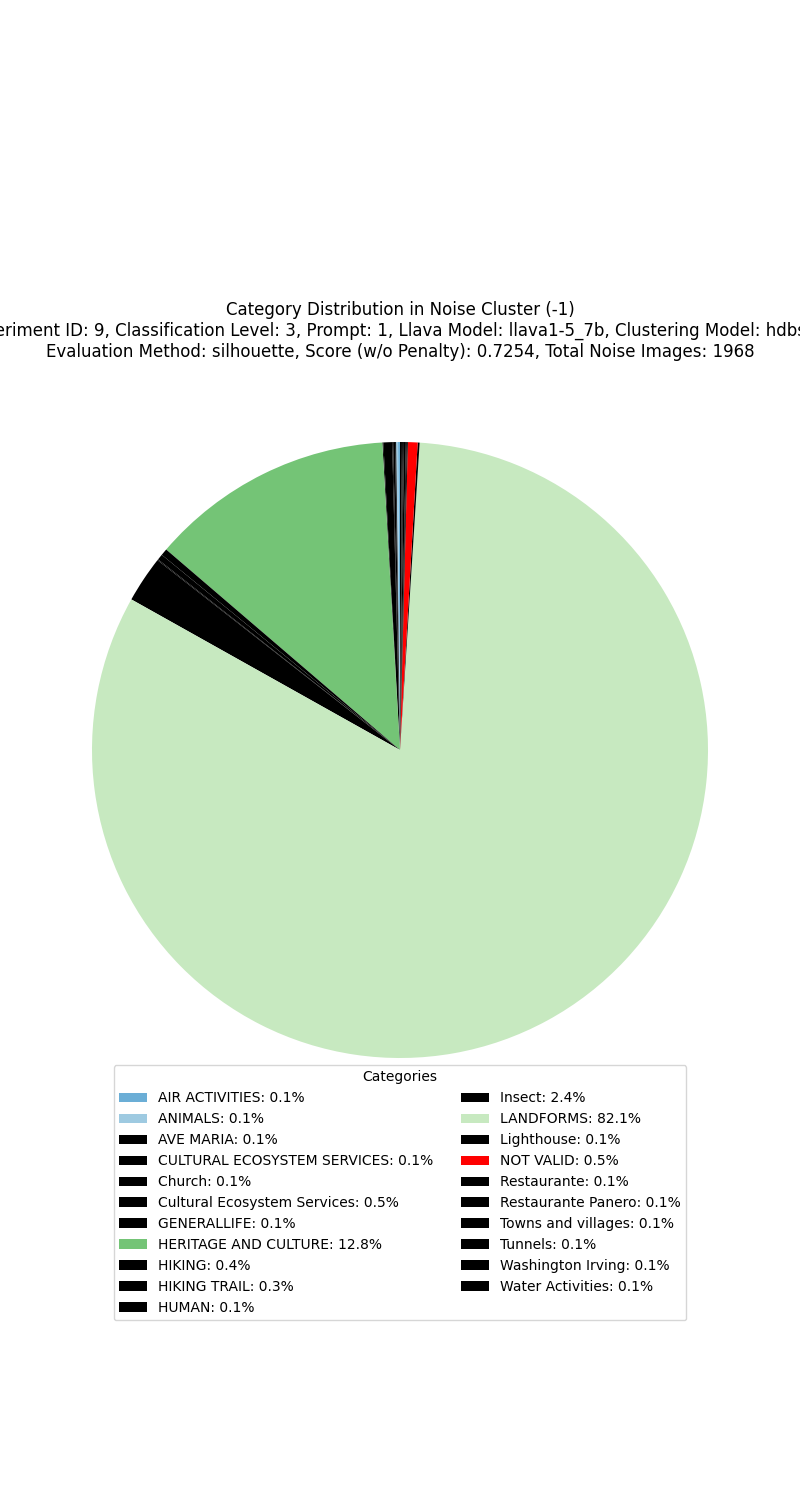 Category Distribution in Noise Cluster (-1)
eriment ID: 9, Classification Level: 3, Prompt: 1, Llava Model: llava1-5_7b, Clustering Model: hdbs
Evaluation Method: silhouette, Score (w/o Penalty): 0.7254, Total Noise Images: 1968
Categories
AIR ACTIVITIES: 0.1%
ANIMALS: 0.1%
AVE MARIA: 0.1%
CULTURAL ECOSYSTEM SERVICES: 0.1%
Church: 0.1%
Cultural Ecosystem Services: 0.5%
GENERALLIFE: 0.1%
HERITAGE AND CULTURE: 12.8%
HIKING: 0.4%
HIKING TRAIL: 0.3%
HUMAN: 0.1%
Insect: 2.4%
LANDFORMS: 82.1%
Lighthouse: 0.1%
NOT VALID: 0.5%
Restaurante: 0.1%
Restaurante Panero: 0.1%
Towns and villages: 0.1%
Tunnels: 0.1%
Washington Irving: 0.1%
Water Activities: 0.1%